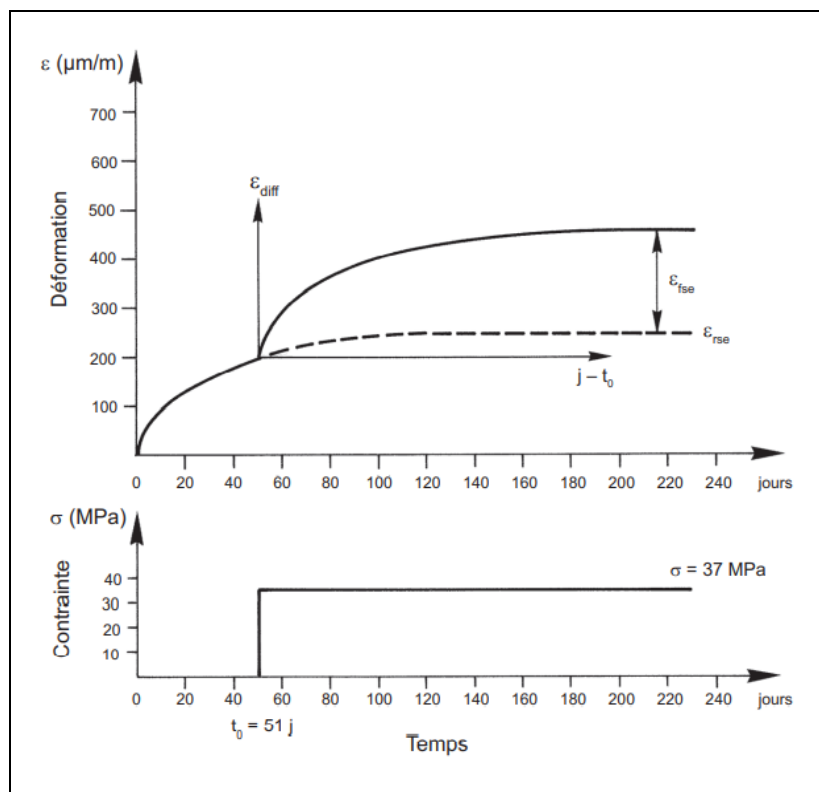 ε (µm/m)
700
600
500
400
300
200
100
Déformation
ε_diff
ε_fse
ε_rse
j – t₀
0 20 40 60 80 100 120 140 160 180 200 220 240 jours
σ (MPa)
40
30
20
10
Contrainte
σ = 37 MPa
0 20 40 60 80 100 120 140 160 180 200 220 240 jours
t₀ = 51 j
Temps